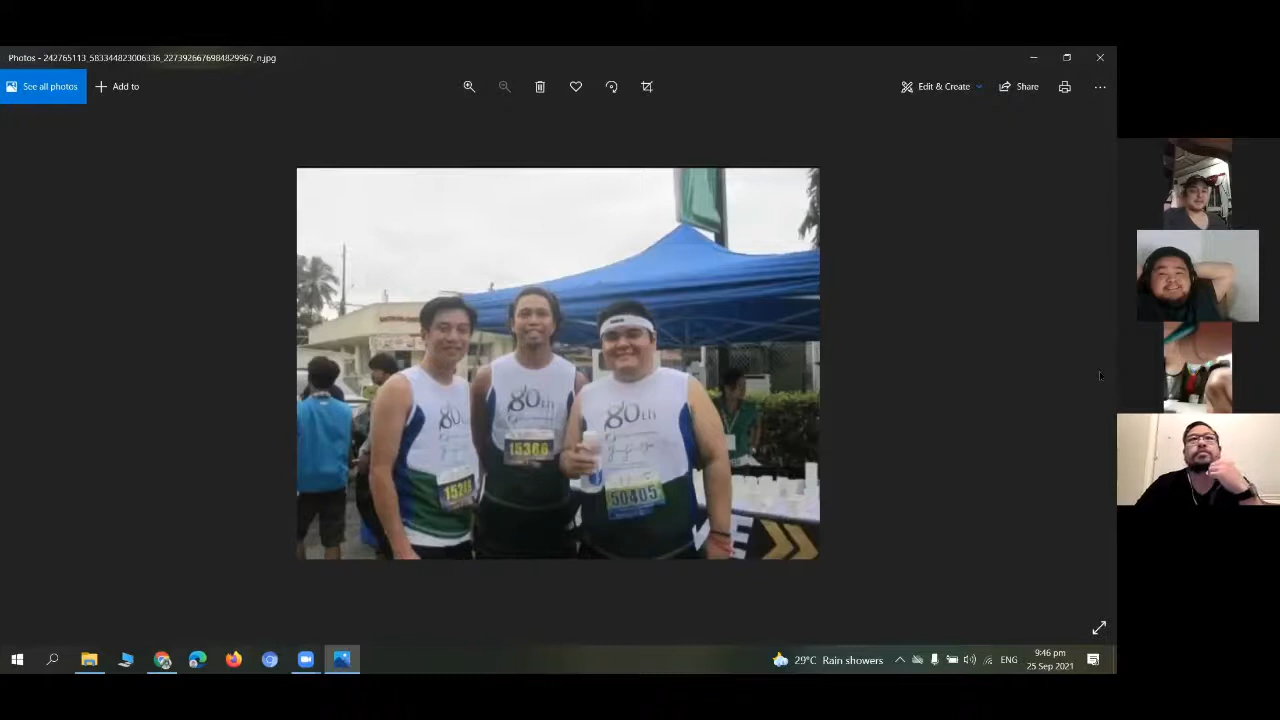 Photos - 242765113_583344823006336_2273926676984829967_n.jpg
See all photos
Add to
Edit & Create
Share
80th
80th
80th
15366
50405
29°C Rain showers
ENG
9:46 pm
25 Sep 2021